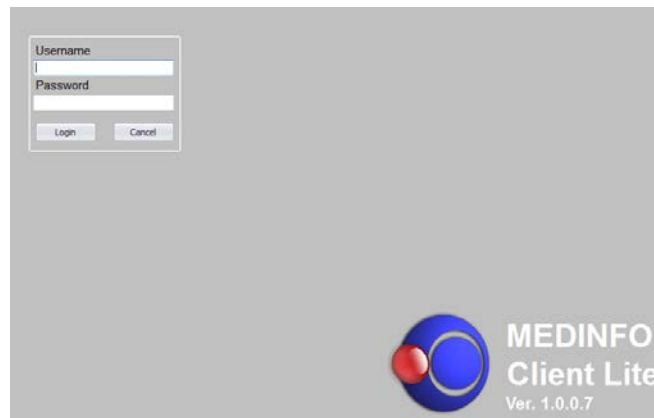 Username
Password
Login Cancel
MEDINFO
Client Lite
Ver. 1.0.0.7